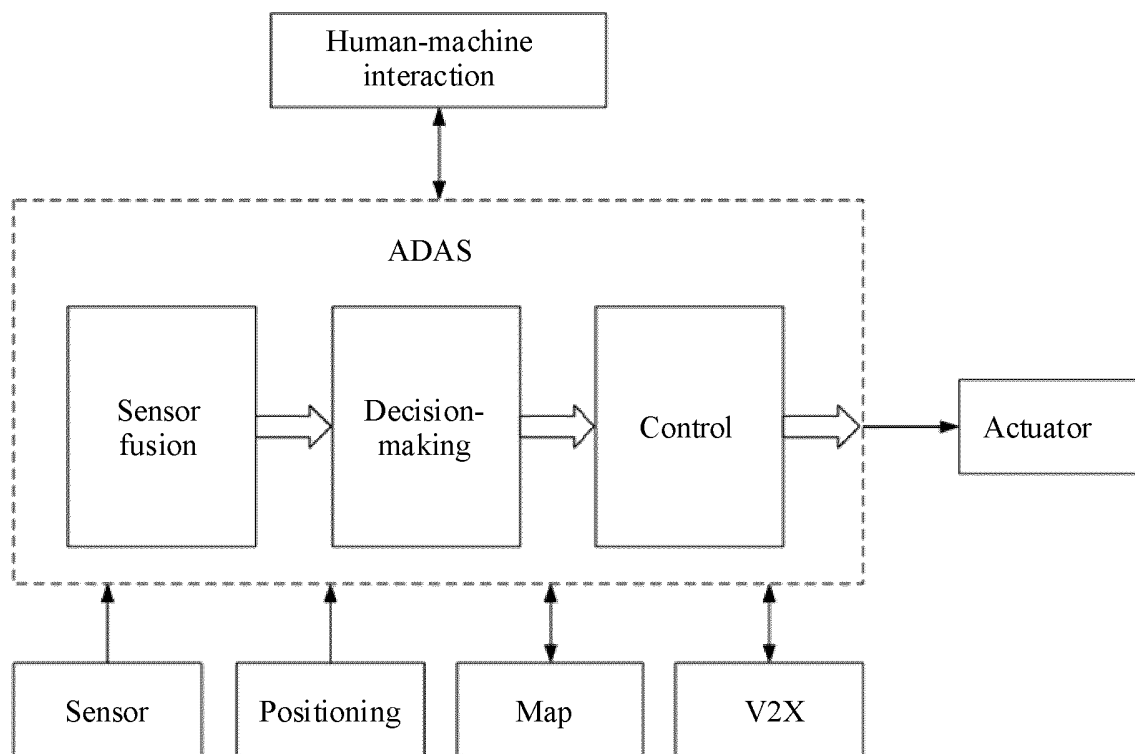 Human-machine
interaction
ADAS
Sensor
fusion
Decision-
making
Control
Actuator
Sensor
Positioning
Map
V2X